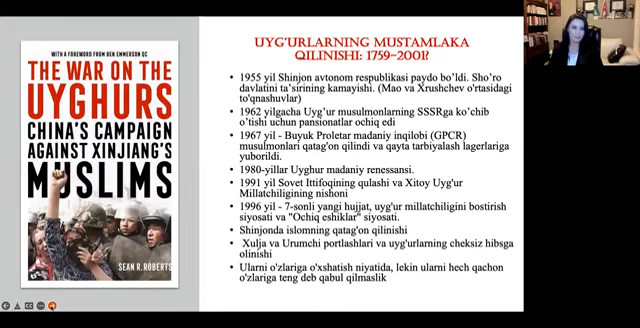 WITH A FOREWORD FROM BEN EMMERSON QC
THE WAR ON THE
UYGHURS
CHINA'S CAMPAIGN
AGAINST XINJIANG'S
MUSLIMS
SEAN R. ROBERTS
UYG'URLARNING MUSTAMLAKA
QILINISHI: 1759-2001?
• 1955 yil Shinjon avtonom respublikasi paydo bo'ldi. Sho'ro
davlatini ta'sirining kamayishi. (Mao va Xrushchev o'rtasidagi
to'qnashuvlar)
• 1962 yilgacha Uyg'ur musulmonlarning SSSRga ko'chib
o'tishi uchun pansionatlar ochiq edi
• 1967 yil - Buyuk Proletar madaniy inqilobi (GPCR)
musulmonlari qatag'on qilindi va qayta tarbiyalash lagerlariga
yuborildi.
• 1980-yillar Uyghur madaniy renessansi.
• 1991 yil Sovet Ittifoqining qulashi va Xitoy Uyg'ur
Millatchiligining nishoni
• 1996 yil - 7-sonli yangi hujjat, uyg'ur millatchiligini bostirish
siyosati va "Ochiq eshiklar" siyosati.
• Shinjonda islomning qatag'on qilinishi
• Xulja va Urumchi portlashlari va uyg'urlarning cheksiz hibsga
olinishi
• Ularni o'zlariga o'xshatish niyatida, lekin ularni hech qachon
o'zlariga teng deb qabul qilmaslik